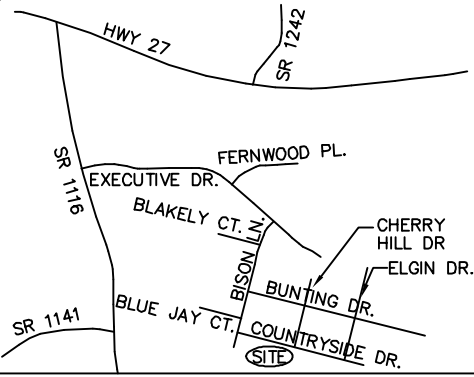 HWY 27
SR 1242
SR 1116
FERNWOOD PL.
EXECUTIVE DR.
BLAKELY CT.
BISON LN.
CHERRY
HILL DR
ELGIN DR.
BUNTING DR.
BLUE JAY CT.
SR 1141
COUNTRYSIDE DR.
SITE